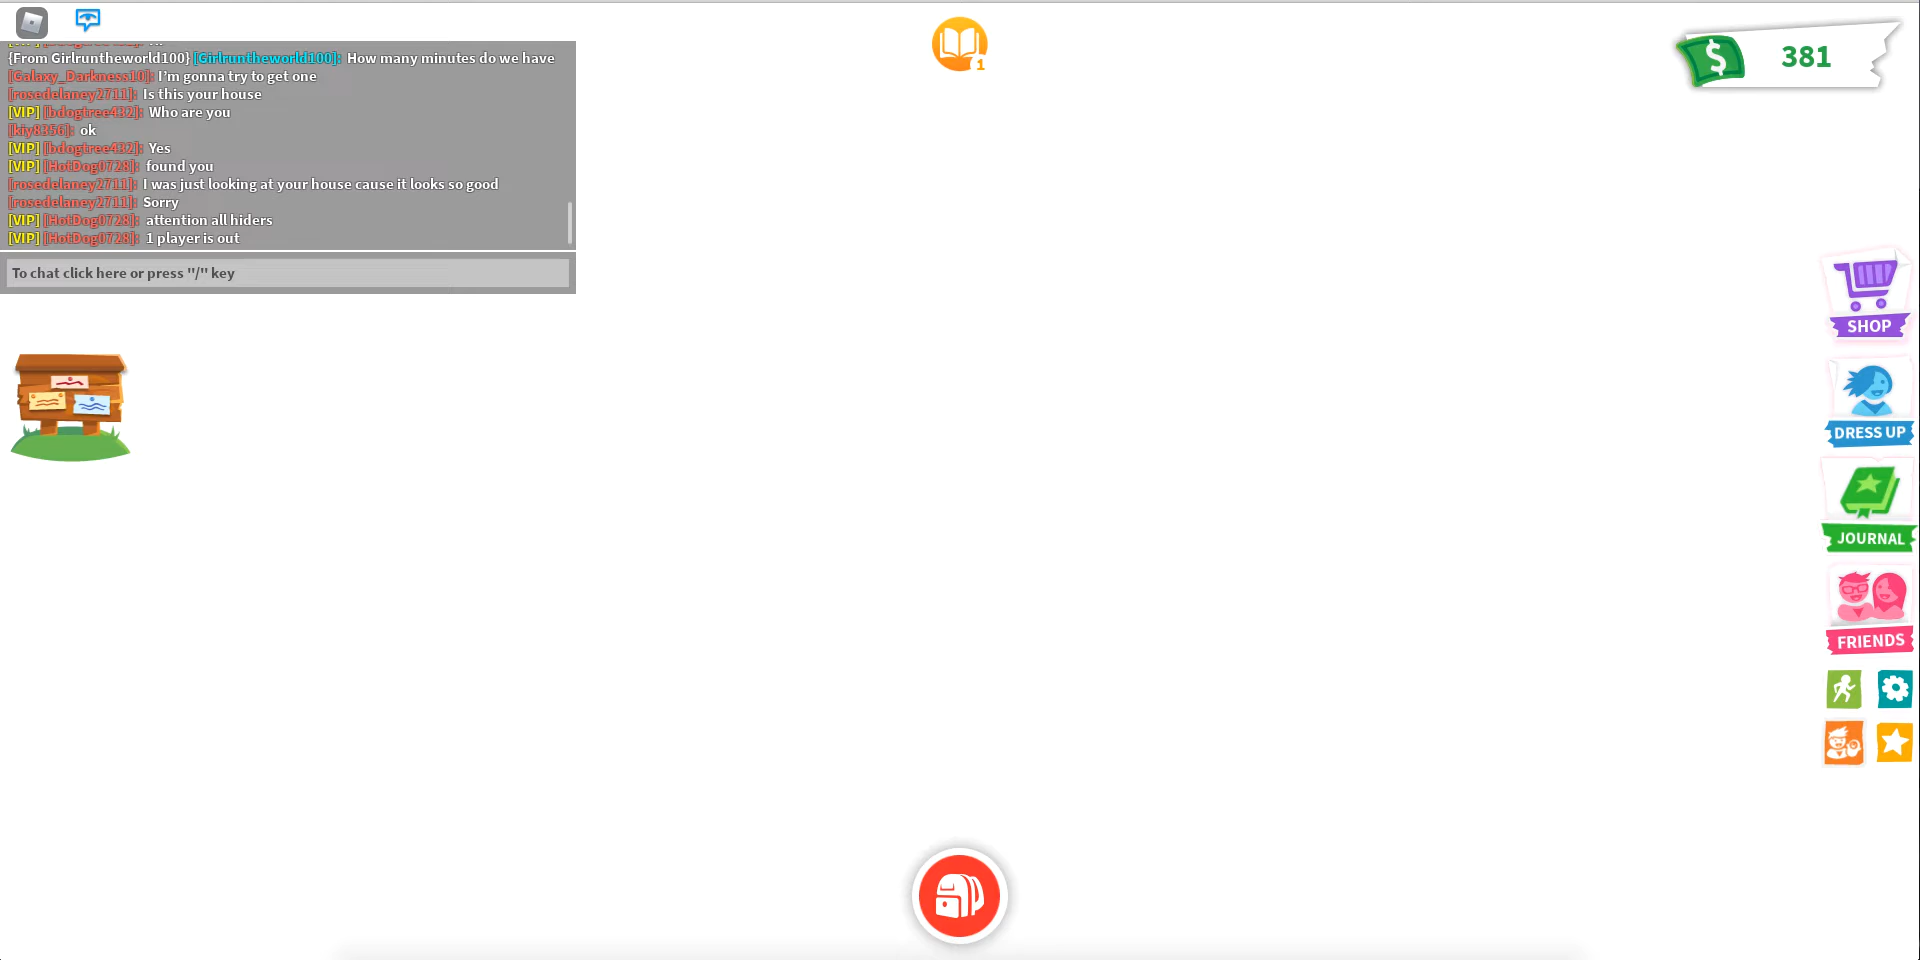 {From Girlruntheworld100} [Girlruntheworld100]: How many minutes do we have
[Galaxy_Darkness10]: I'm gonna try to get one
[rosedelaney2711]: Is this your house
[VIP] [bdogtree432]: Who are you
[kiy8356]: ok
[VIP] [bdogtree432]: Yes
[VIP] [HotDog0728]: found you
[rosedelaney2711]: I was just looking at your house cause it looks so good
[rosedelaney2711]: Sorry
[VIP] [HotDog0728]: attention all hiders
[VIP] [HotDog0728]: 1 player is out
To chat click here or press "/" key
1
$ 381
SHOP
DRESS UP
JOURNAL
FRIENDS